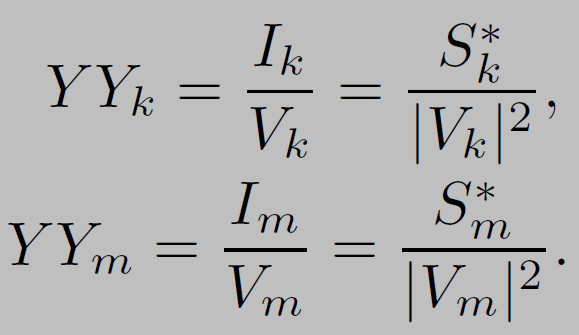 $YY_k = \frac{I_k}{V_k} = \frac{S_k^*}{|V_k|^2},$
$YY_m = \frac{I_m}{V_m} = \frac{S_m^*}{|V_m|^2}.$